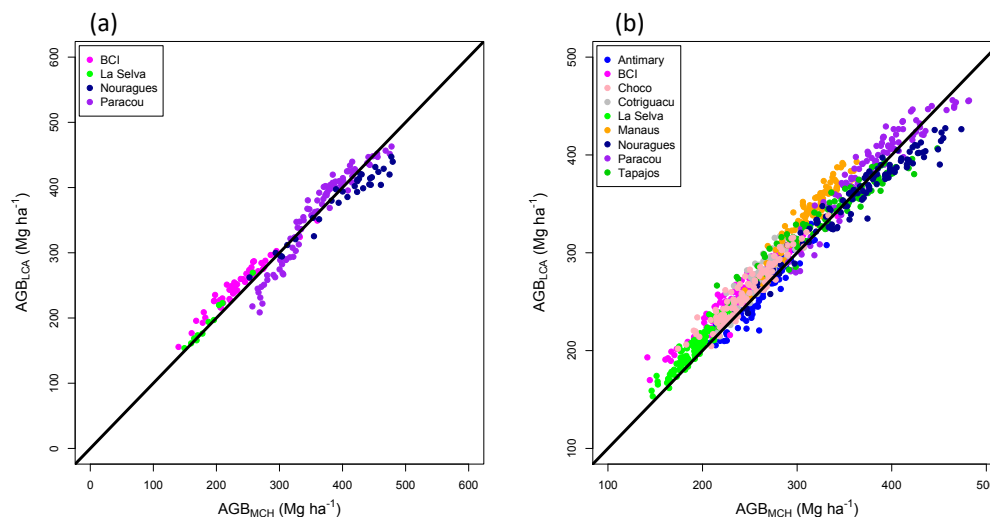 (a)
BCI
La Selva
Nouragues
Paracou
600
500
400
300
200
100
0
AGB_LCA (Mg ha⁻¹)
0 100 200 300 400 500 600
AGB_MCH (Mg ha⁻¹)
(b)
Antimary
BCI
Choco
Cotriguacu
La Selva
Manaus
Nouragues
Paracou
Tapajos
500
400
300
200
100
AGB_LCA (Mg ha⁻¹)
100 200 300 400 50
AGB_MCH (Mg ha⁻¹)